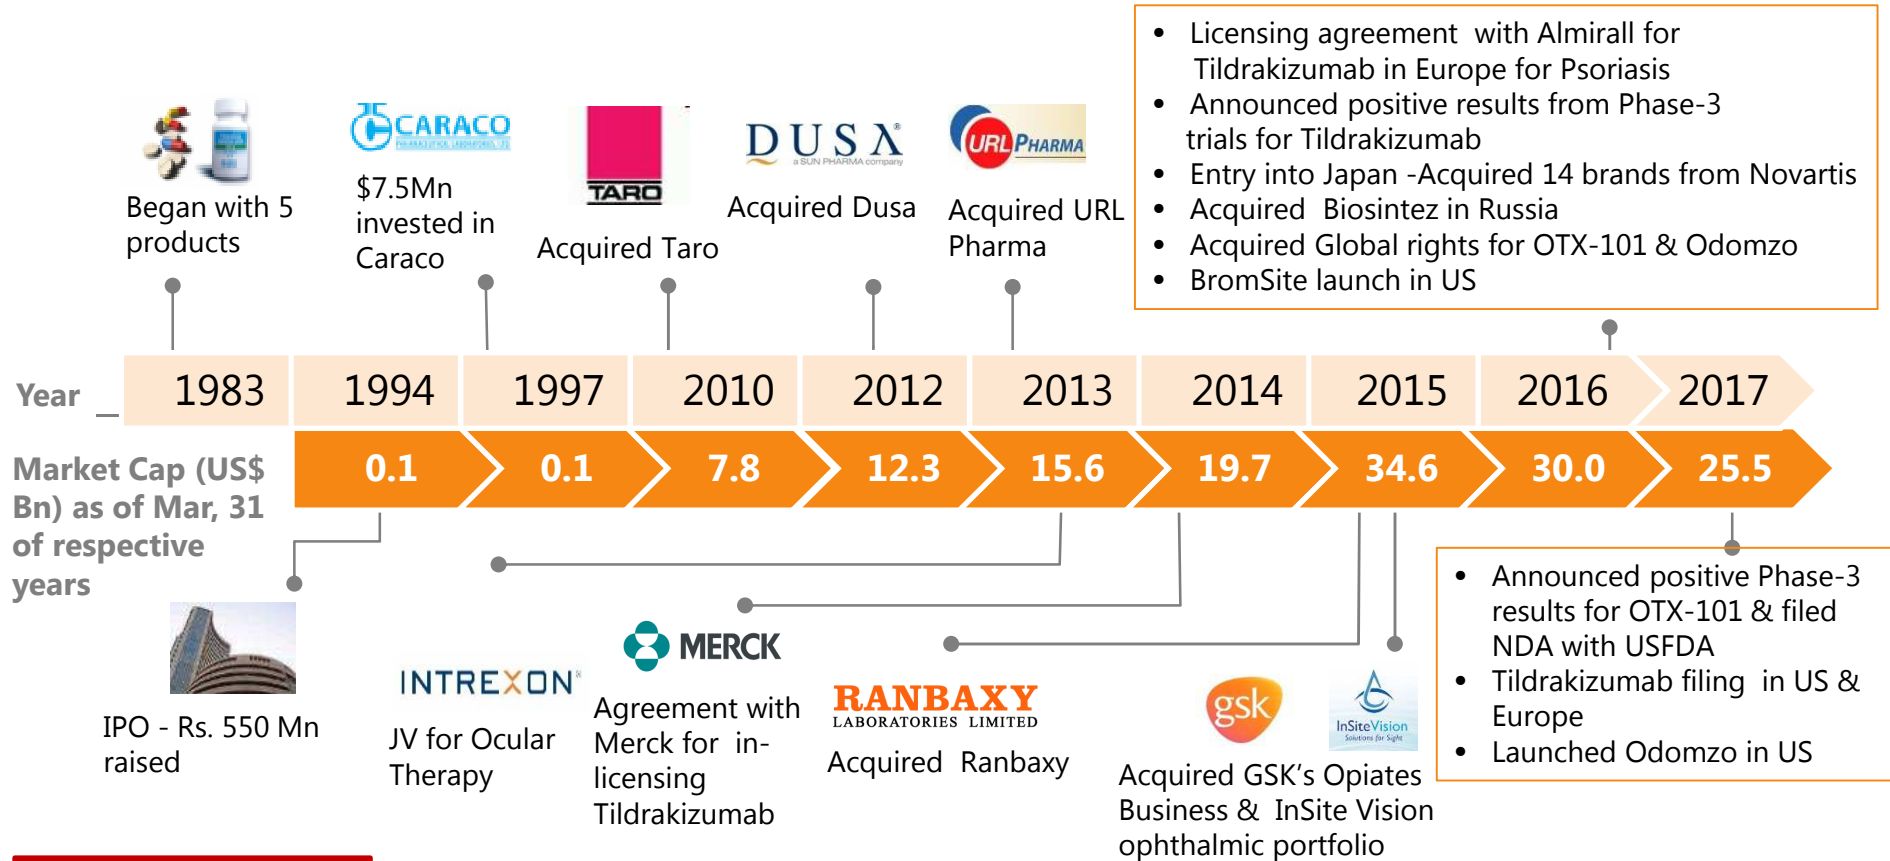 • Licensing agreement with Almirall for
Tildrakizumab in Europe for Psoriasis
• Announced positive results from Phase-3
trials for Tildrakizumab
• Entry into Japan -Acquired 14 brands from Novartis
• Acquired Biosintez in Russia
• Acquired Global rights for OTX-101 & Odomzo
• BromSite launch in US
Began with 5
products
CARACO
PHARMACEUTICAL LABORATORIES, LTD.
$7.5Mn
invested in
Caraco
TARO
Acquired Taro
DUSA®
a SUN PHARMA company
Acquired Dusa
URL PHARMA
Acquired URL
Pharma
Year
1983 1994 1997 2010 2012 2013 2014 2015 2016 2017
Market Cap (US$
Bn) as of Mar, 31
of respective
years
0.1 0.1 7.8 12.3 15.6 19.7 34.6 30.0 25.5
IPO - Rs. 550 Mn
raised
INTREXON
JV for Ocular
Therapy
MERCK
Agreement with
Merck for in-
licensing
Tildrakizumab
RANBAXY
LABORATORIES LIMITED
Acquired Ranbaxy
gsk
InSiteVision
Solutions for Sight
Acquired GSK’s Opiates
Business & InSite Vision
ophthalmic portfolio
• Announced positive Phase-3
results for OTX-101 & filed
NDA with USFDA
• Tildrakizumab filing in US &
Europe
• Launched Odomzo in US